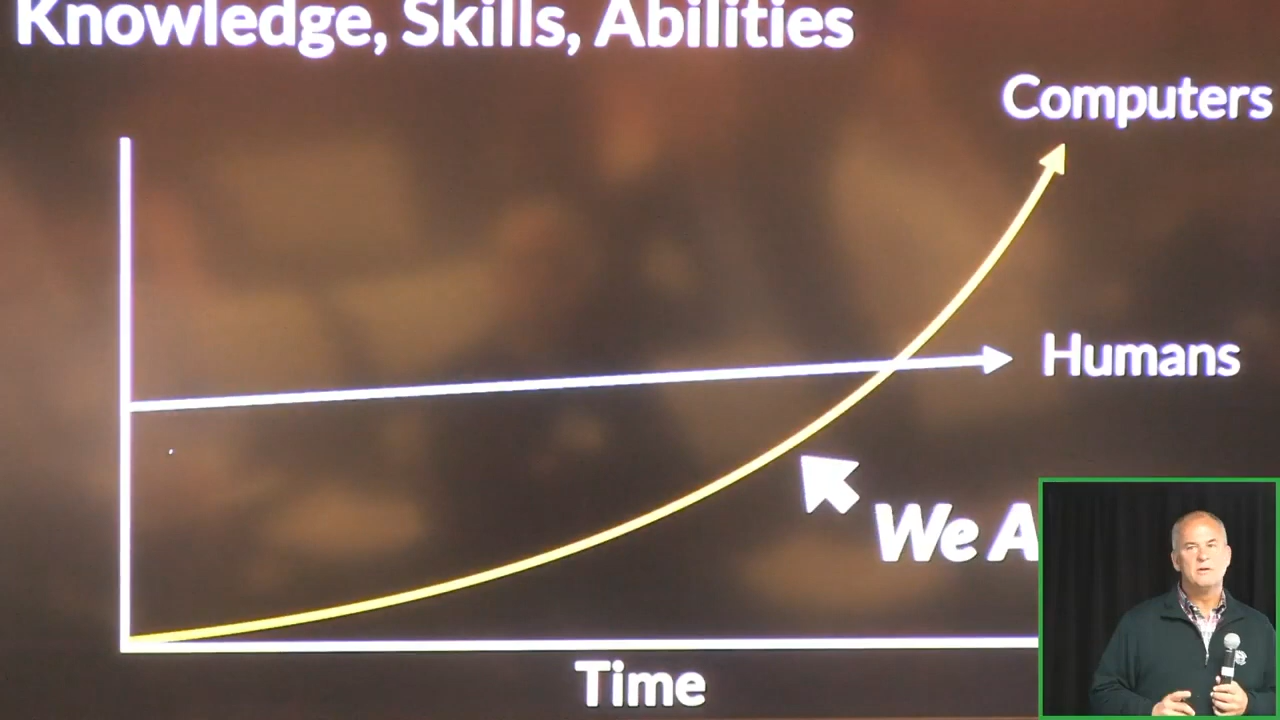 Knowledge, Skills, Abilities
Computers
Humans
We
Time